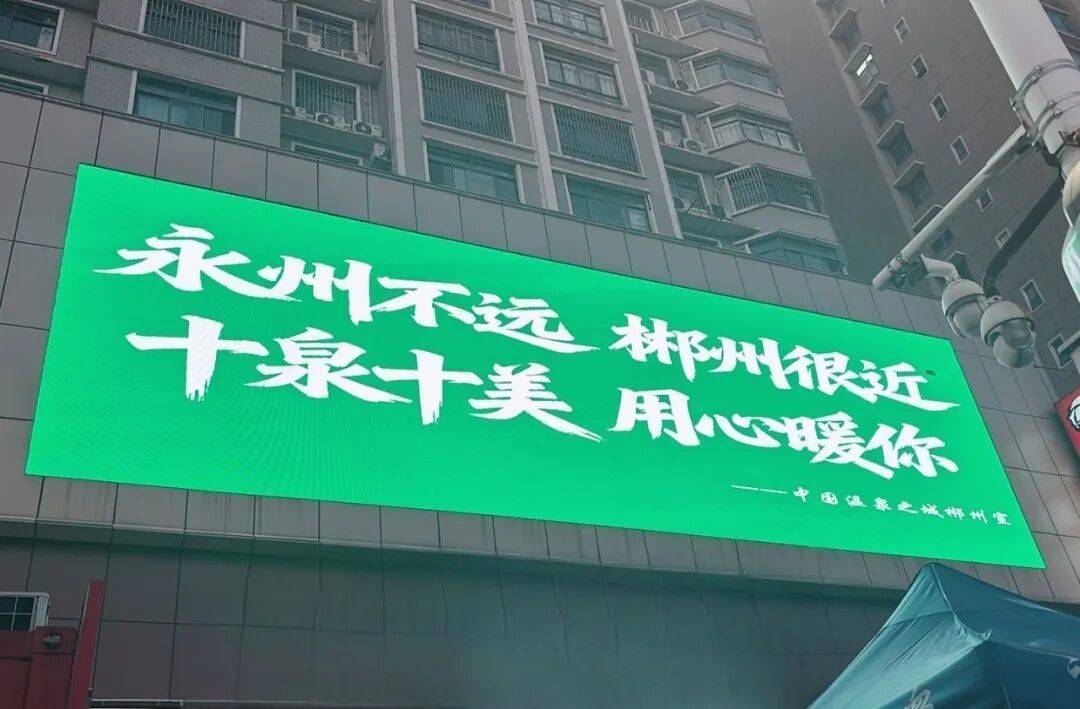 永州不远 郴州很近
十泉十美 用心暖你
——中国温泉之城郴州宣